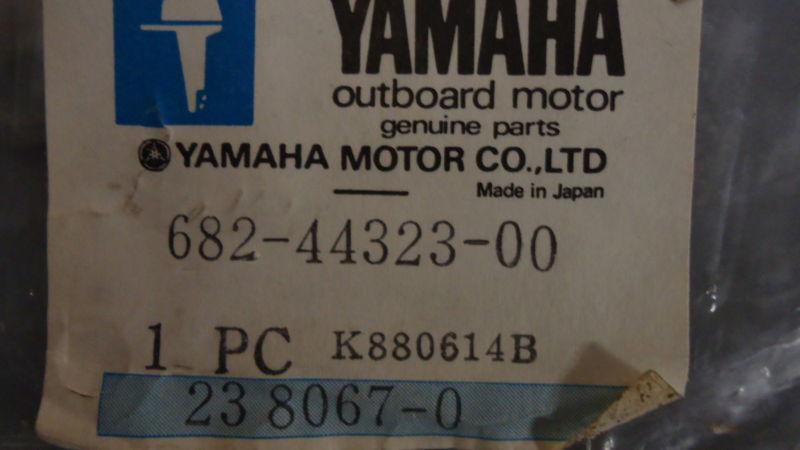 YAMAHA
outboard motor
genuine parts
YAMAHA MOTOR CO.,LTD
Made in Japan
682-44323-00
1 PC K880614B
23 8067-0